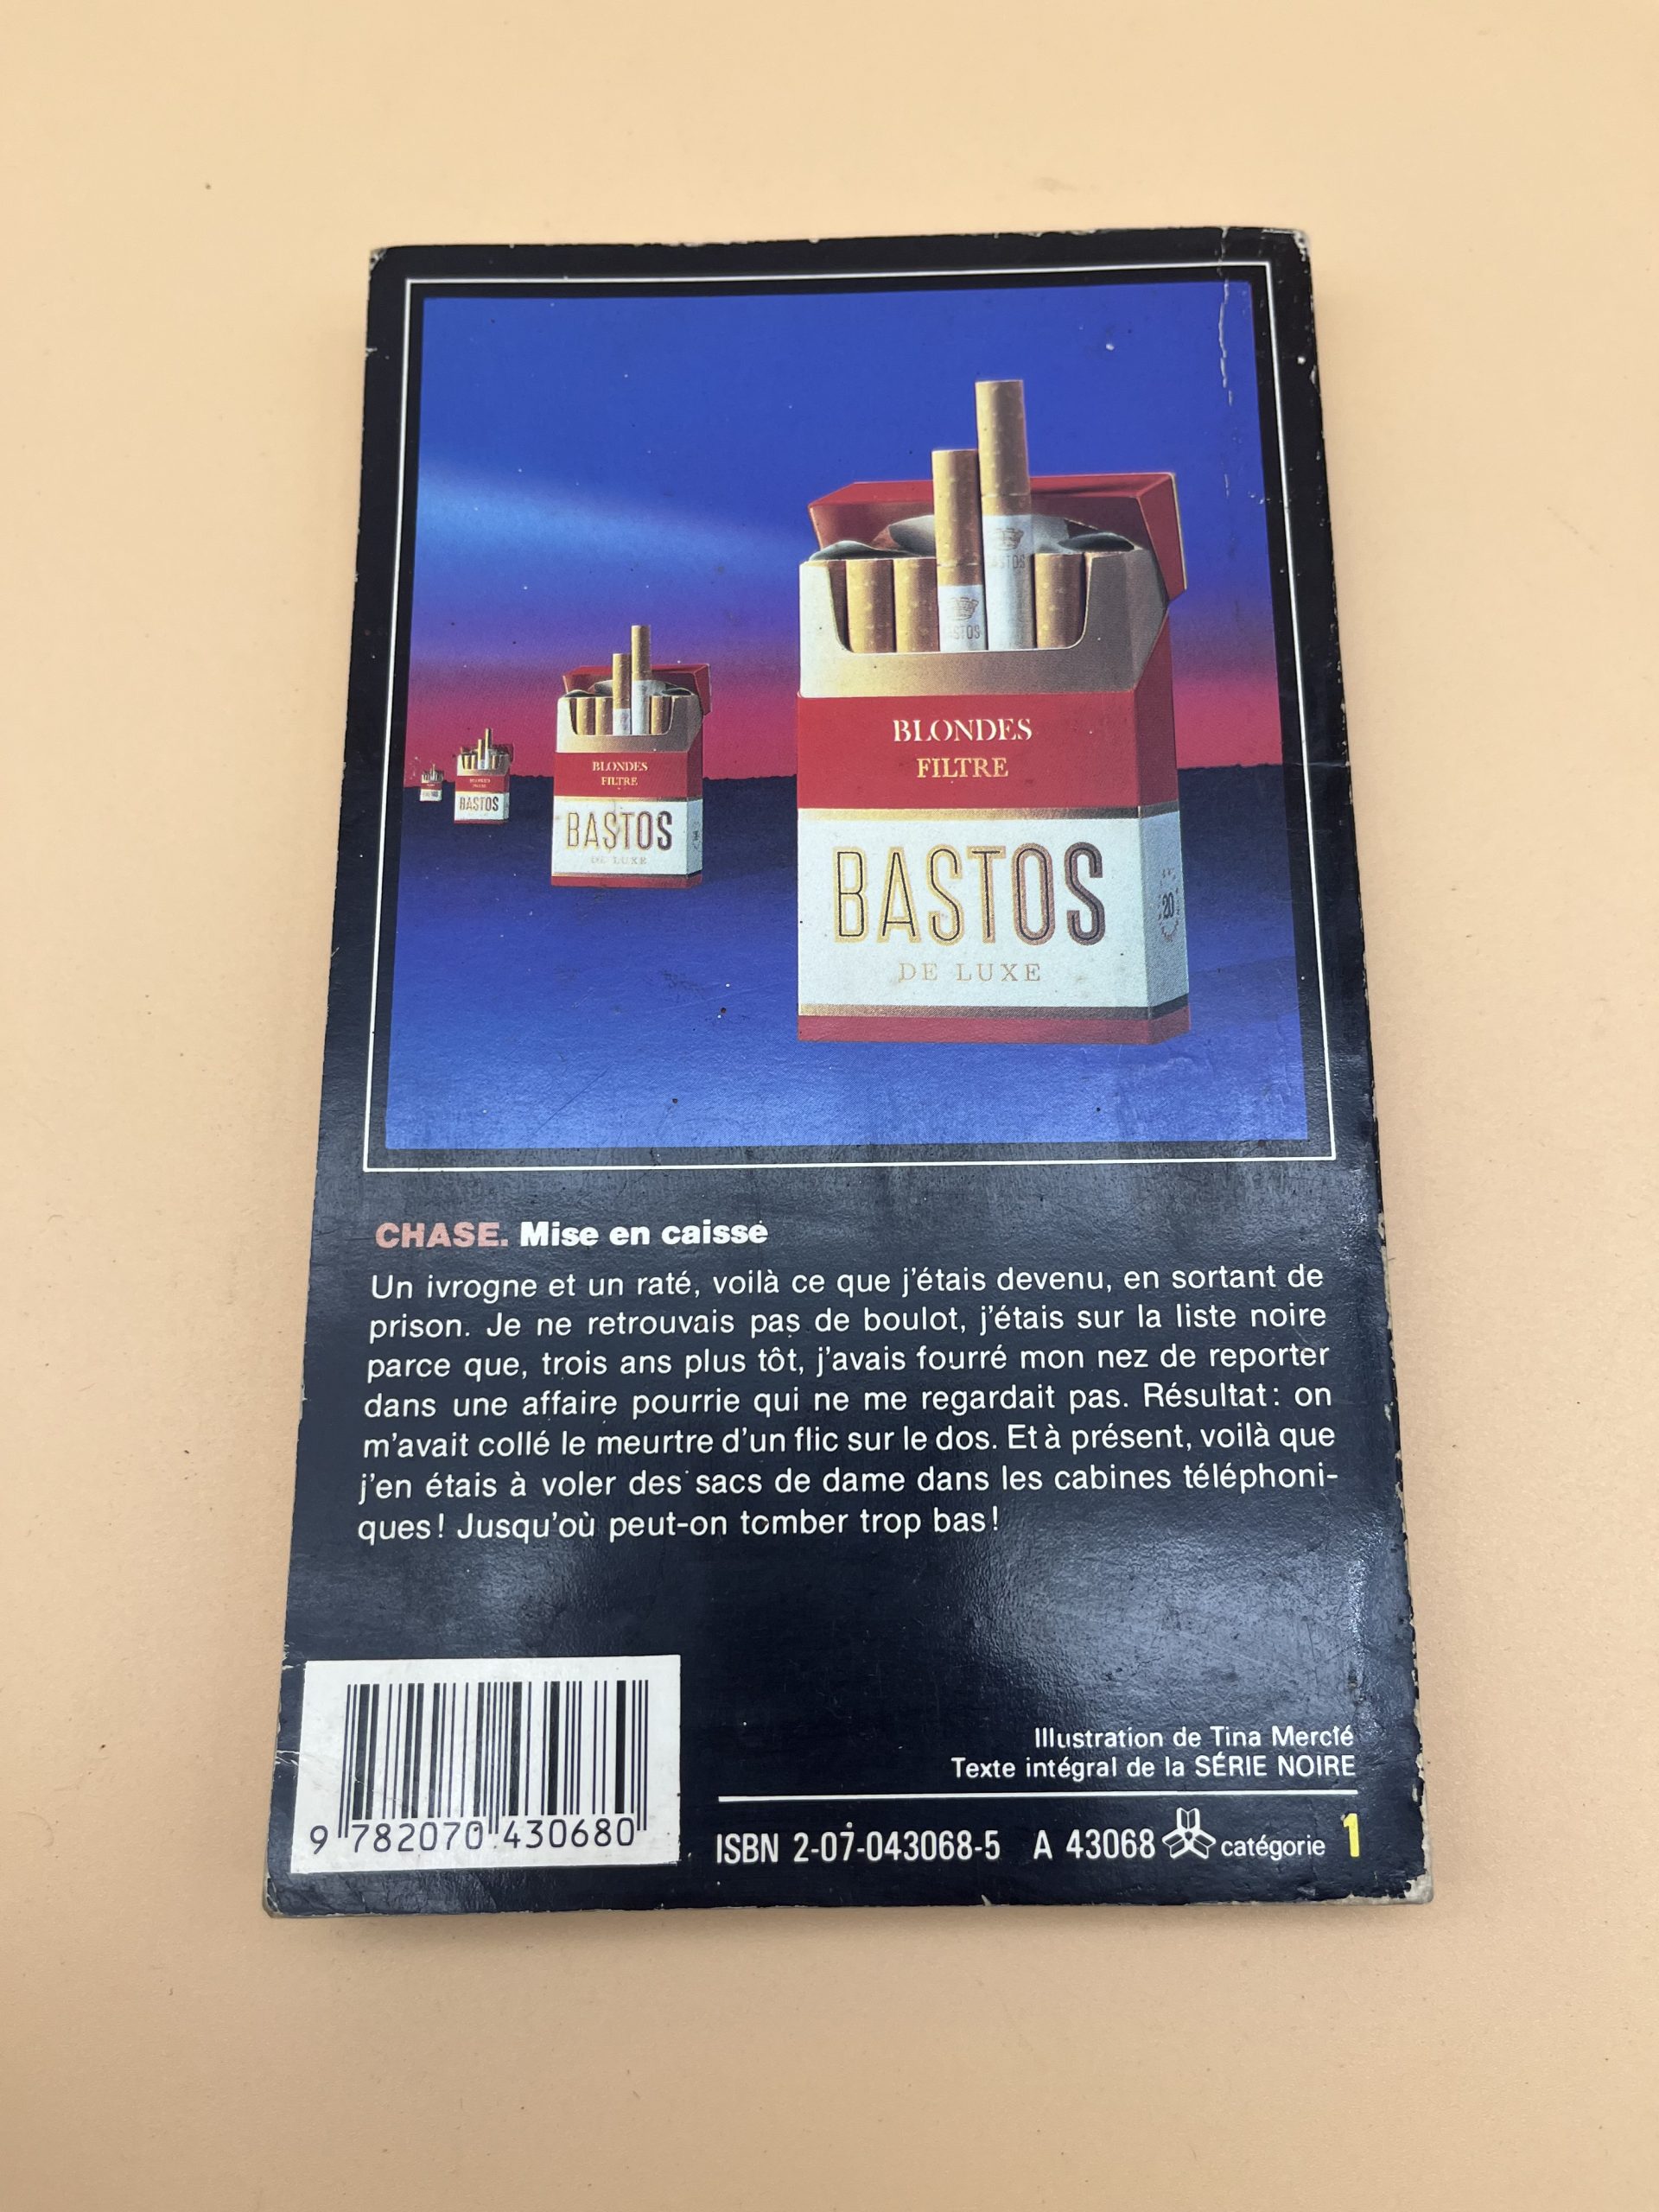 BASTOS
ASTOS
BLONDES
FILTRE
BASTOS
DE LUXE
20
BLONDES
FILTRE
BASTOS
DE LUXE
BASTOS
CHASE. Mise en caisse
Un ivrogne et un raté, voilà ce que j'étais devenu, en sortant de
prison. Je ne retrouvais pas de boulot, j'étais sur la liste noire
parce que, trois ans plus tôt, j'avais fourré mon nez de reporter
dans une affaire pourrie qui ne me regardait pas. Résultat: on
m'avait collé le meurtre d'un flic sur le dos. Et à présent, voilà que
j'en étais à voler des sacs de dame dans les cabines téléphoni-
ques! Jusqu'où peut-on tomber trop bas!
Illustration de Tina Merclé
Texte intégral de la SÉRIE NOIRE
9 782070 430680
ISBN 2-07-043068-5 A 43068 catégorie 1